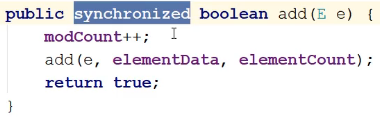 public synchronized boolean add(E e) {
    modCount++;
    add(e, elementData, elementCount);
    return true;
}